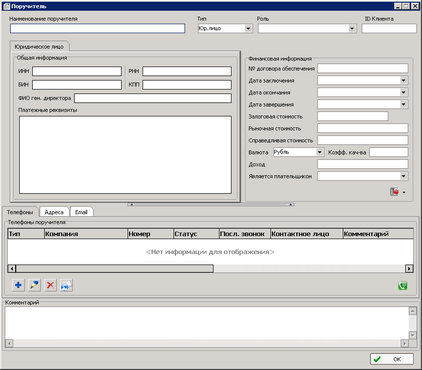 Поручитель
Наименование поручителя
Тип
Роль
ID Клиента
Юр.лицо
Юридическое лицо
Общая информация
ИНН
РНН
БИН
КПП
ФИО ген. директора
Платежные реквизиты
Финансовая информация
№ договора обеспечения
Дата заключения
Дата окончания
Дата завершения
Залоговая стоимость
Рыночная стоимость
Справедливая стоимость
Валюта Рубль Коэфф. кач-ва
Доход
Является плательщиком
Телефоны Адреса Email
Телефоны поручителя
Тип Компания Номер Статус Посл. звонок Контактное лицо Комментарий
<Нет информации для отображения>
Комментарий
OK